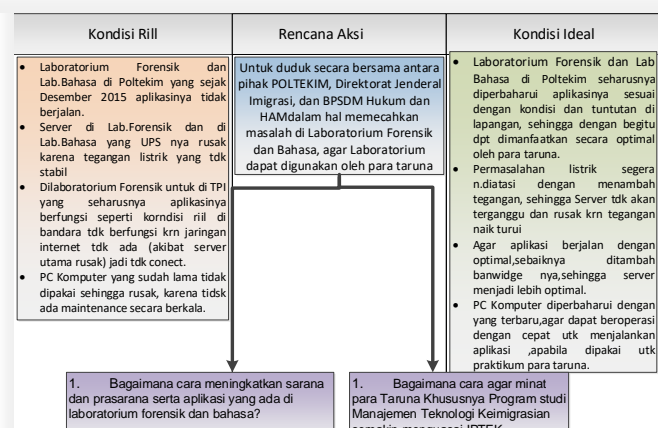 Kondisi Rill
Rencana Aksi
Kondisi Ideal
• Laboratorium Forensik dan
Lab.Bahasa di Poltekim yang sejak
Desember 2015 aplikasinya tidak
berjalan.
• Server di Lab.Forensik dan di
Lab.Bahasa yang UPS nya rusak
karena tegangan listrik yang tdk
stabil
• Dilaboratorium Forensik untuk di TPI
yang seharusnya aplikasinya
berfungsi seperti korndisi riil di
bandara tdk berfungsi krn jaringan
internet tdk ada (akibat server
utama rusak) jadi tdk conect.
• PC Komputer yang sudah lama tidak
dipakai sehingga rusak, karena tidsk
ada maintenance secara berkala.
Untuk duduk secara bersama antara
pihak POLTEKIM, Direktorat Jenderal
Imigrasi, dan BPSDM Hukum dan
HAMdalam hal memecahkan
masalah di Laboratorium Forensik
dan Bahasa, agar Laboratorium
dapat digunakan oleh para taruna
• Laboratorium Forensik dan Lab
Bahasa di Poltekim seharusnya
diperbaharui aplikasinya sesuai
dengan kondisi dan tuntutan di
lapangan, sehingga dengan begitu
dpt dimanfaatkan secara optimal
oleh para taruna.
• Permasalahan listrik segera
n.diatasi dengan menambah
tegangan, sehingga Server tdk akan
terganggu dan rusak krn tegangan
naik turui
• Agar aplikasi berjalan dengan
optimal,sebaiknya ditambah
banwidge nya,sehingga server
menjadi lebih optimal.
• PC Komputer diperbaharui dengan
yang terbaru,agar dapat beroperasi
dengan cepat utk menjalankan
aplikasi ,apabila dipakai utk
praktikum para taruna.
1. Bagaimana cara meningkatkan sarana
dan prasarana serta aplikasi yang ada di
laboratorium forensik dan bahasa?
1. Bagaimana cara agar minat
para Taruna Khususnya Program studi
Manajemen Teknologi Keimigrasian
semakin menguasai IPTEK